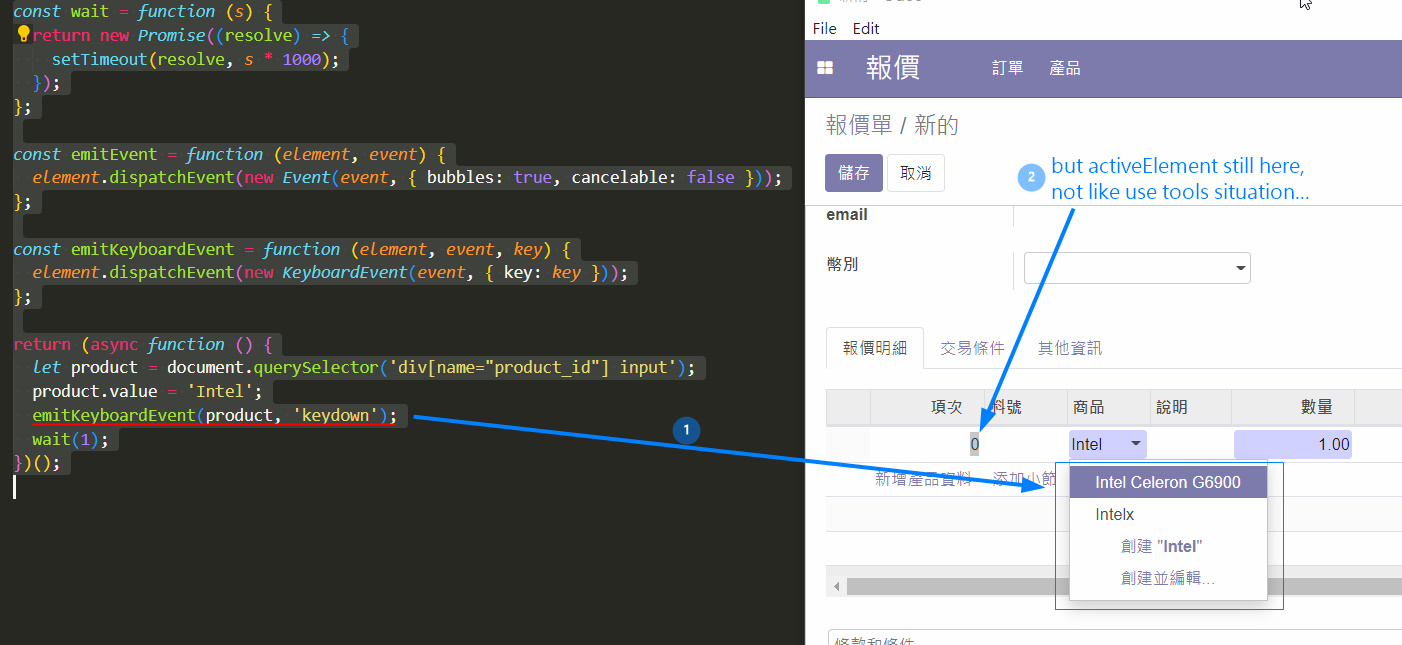 const wait = function (s) {
return new Promise((resolve) => {
setTimeout(resolve, s * 1000);
});
};
const emitEvent = function (element, event) {
element.dispatchEvent(new Event(event, { bubbles: true, cancelable: false }));
};
const emitKeyboardEvent = function (element, event, key) {
element.dispatchEvent(new KeyboardEvent(event, { key: key }));
};
return (async function () {
let product = document.querySelector('div[name="product_id"] input');
product.value = 'Intel';
emitKeyboardEvent(product, 'keydown');
wait(1);
})();
1
File Edit
報價 訂單 產品
報價單 / 新的
儲存 取消
2 but activeElement still here,
not like use tools situation...
email
幣別
報價明細 交易條件 其他資訊
項次 料號 商品 說明 數量
0 Intel 1.00
新增產品資料 添加小節
Intel Celeron G6900
Intelx
創建 "Intel"
創建並編輯...
條款和條件